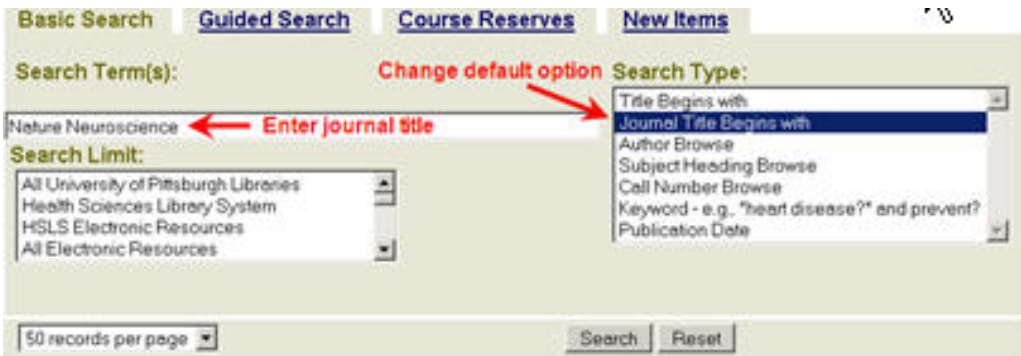 Basic Search Guided Search Course Reserves New Items
Search Term(s): Change default option Search Type:
Nature Neuroscience Enter journal title
Search Limit:
All University of Pittsburgh Libraries
Health Sciences Library System
HSLS Electronic Resources
All Electronic Resources
Title Begins with
Journal Title Begins with
Author Browse
Subject Heading Browse
Call Number Browse
Keyword - e.g., "heart disease?" and prevent?
Publication Date
50 records per page Search Reset